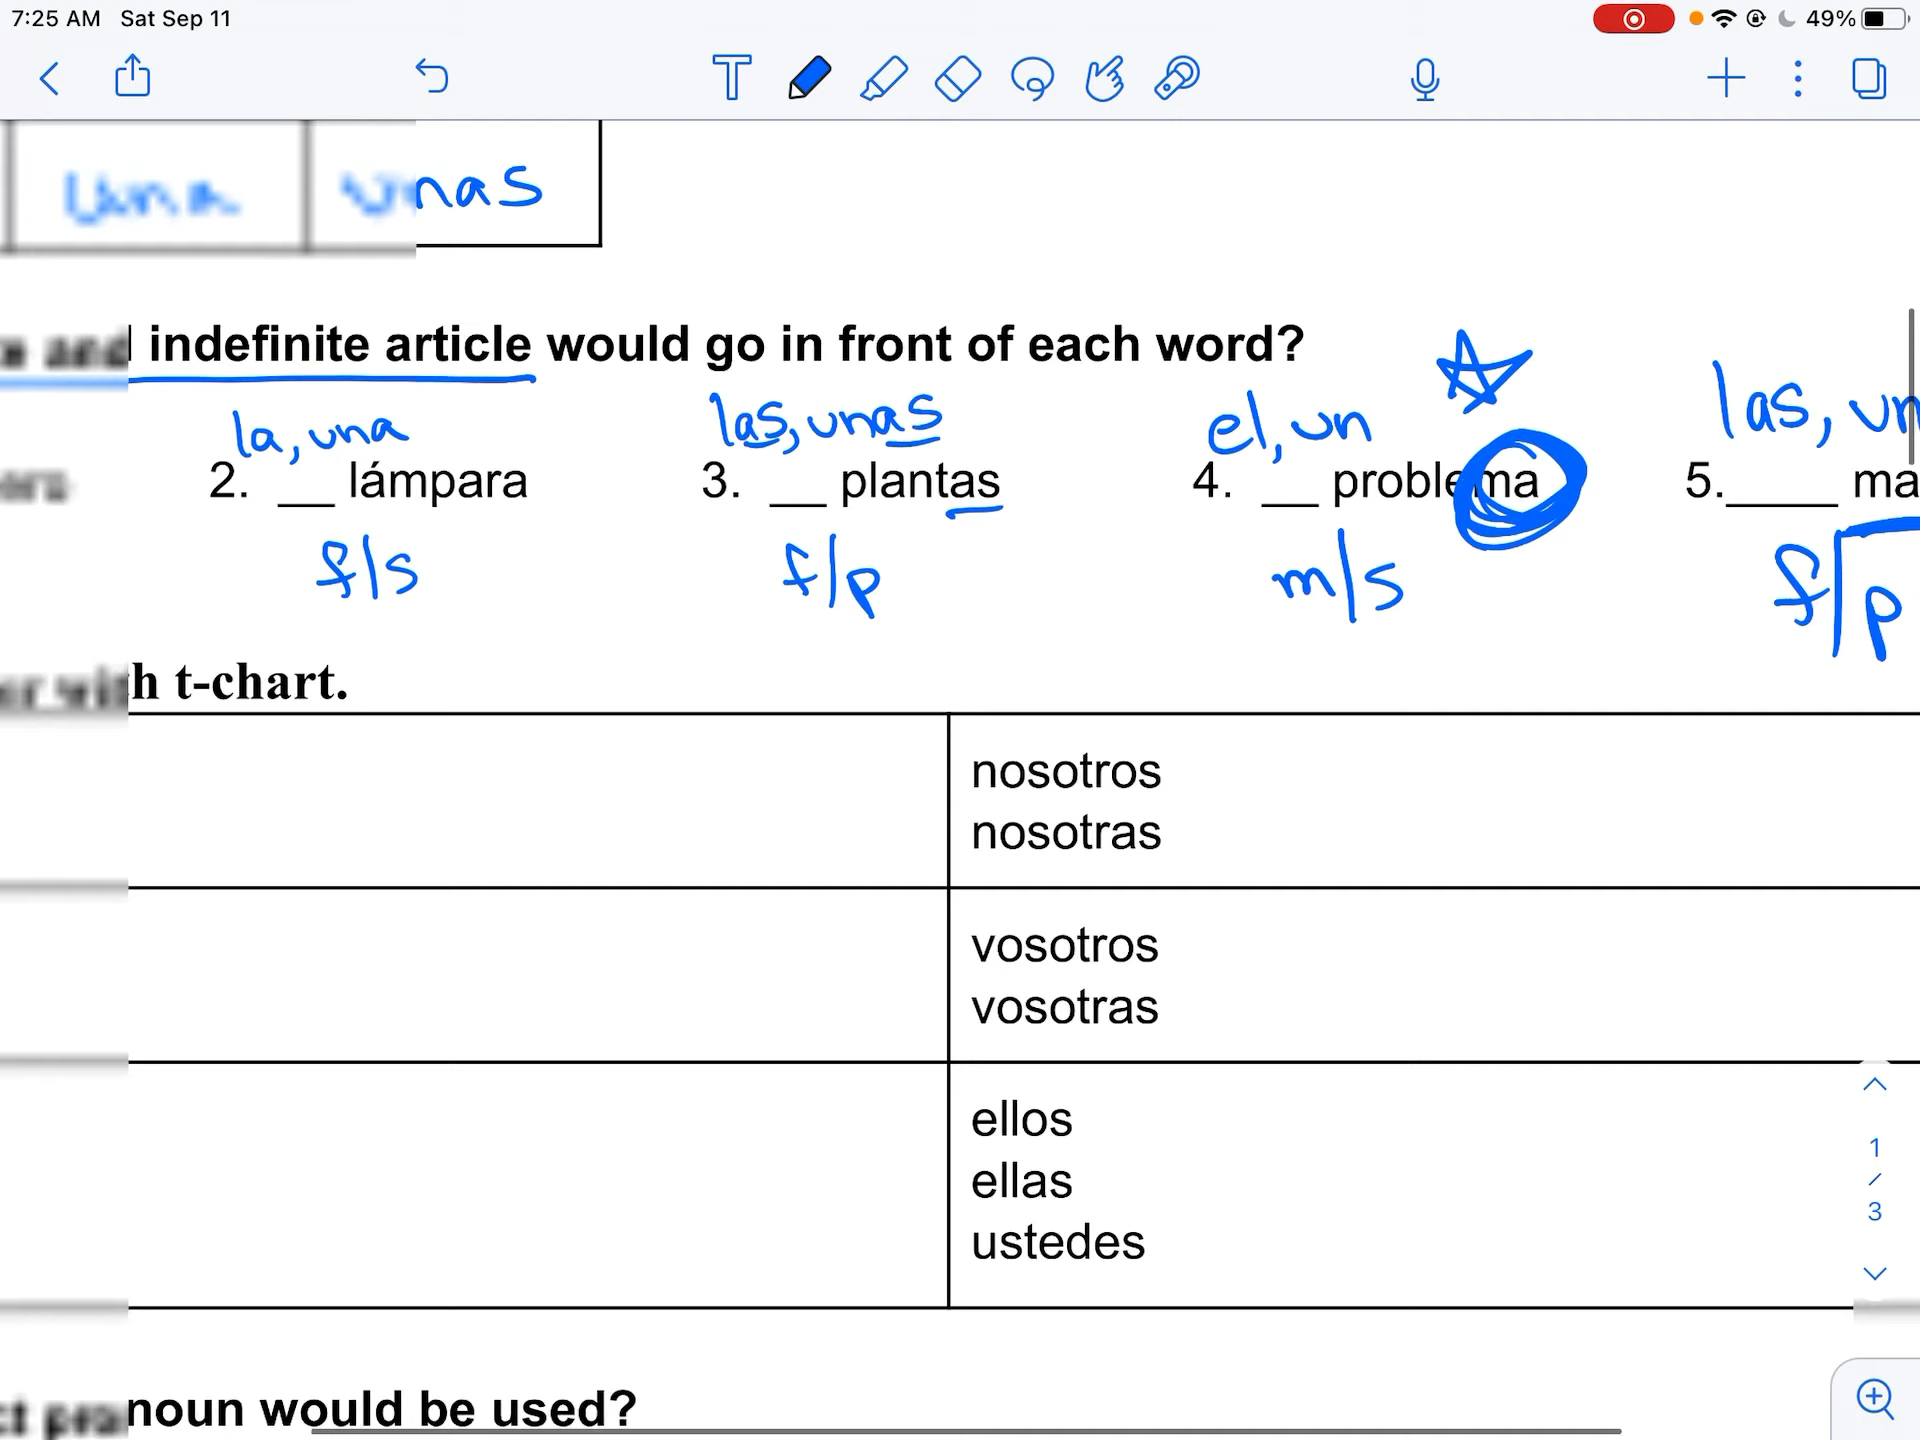 7:25 AM Sat Sep 11
49%
unas
indefinite article would go in front of each word?
la, una
las, unas
el, un
las, un
2. __ lámpara
3. __ plantas
4. __ problema
5. ____ ma
f/s
f/p
m/s
f/p
t-chart.
nosotros
nosotras
vosotros
vosotras
ellos
ellas
ustedes
1
/
3
noun would be used?